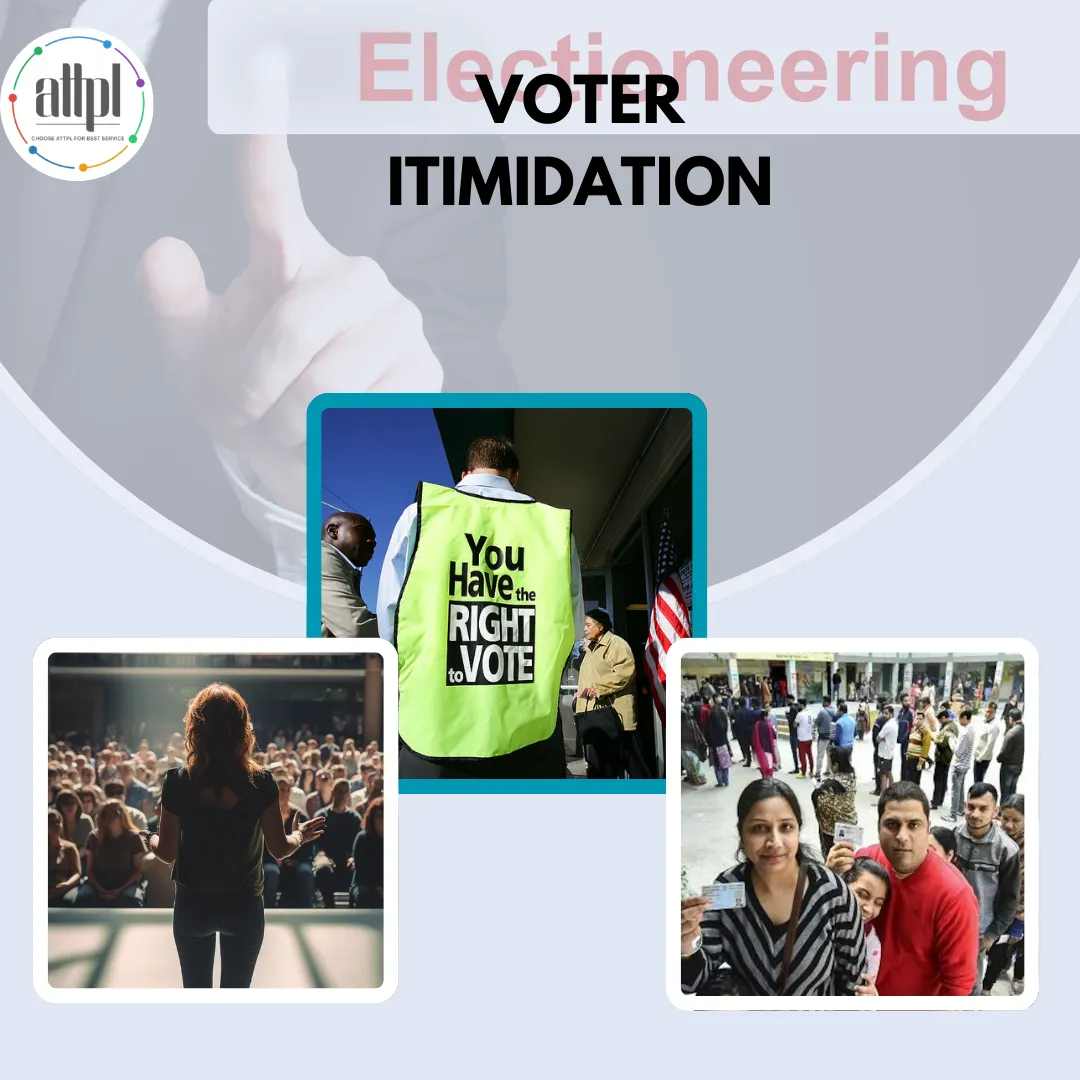 attpl
CHOOSE ATTPL FOR BEST SERVICE
Electioneering
VOTER
ITIMIDATION
You
Have the
RIGHT
to VOTE